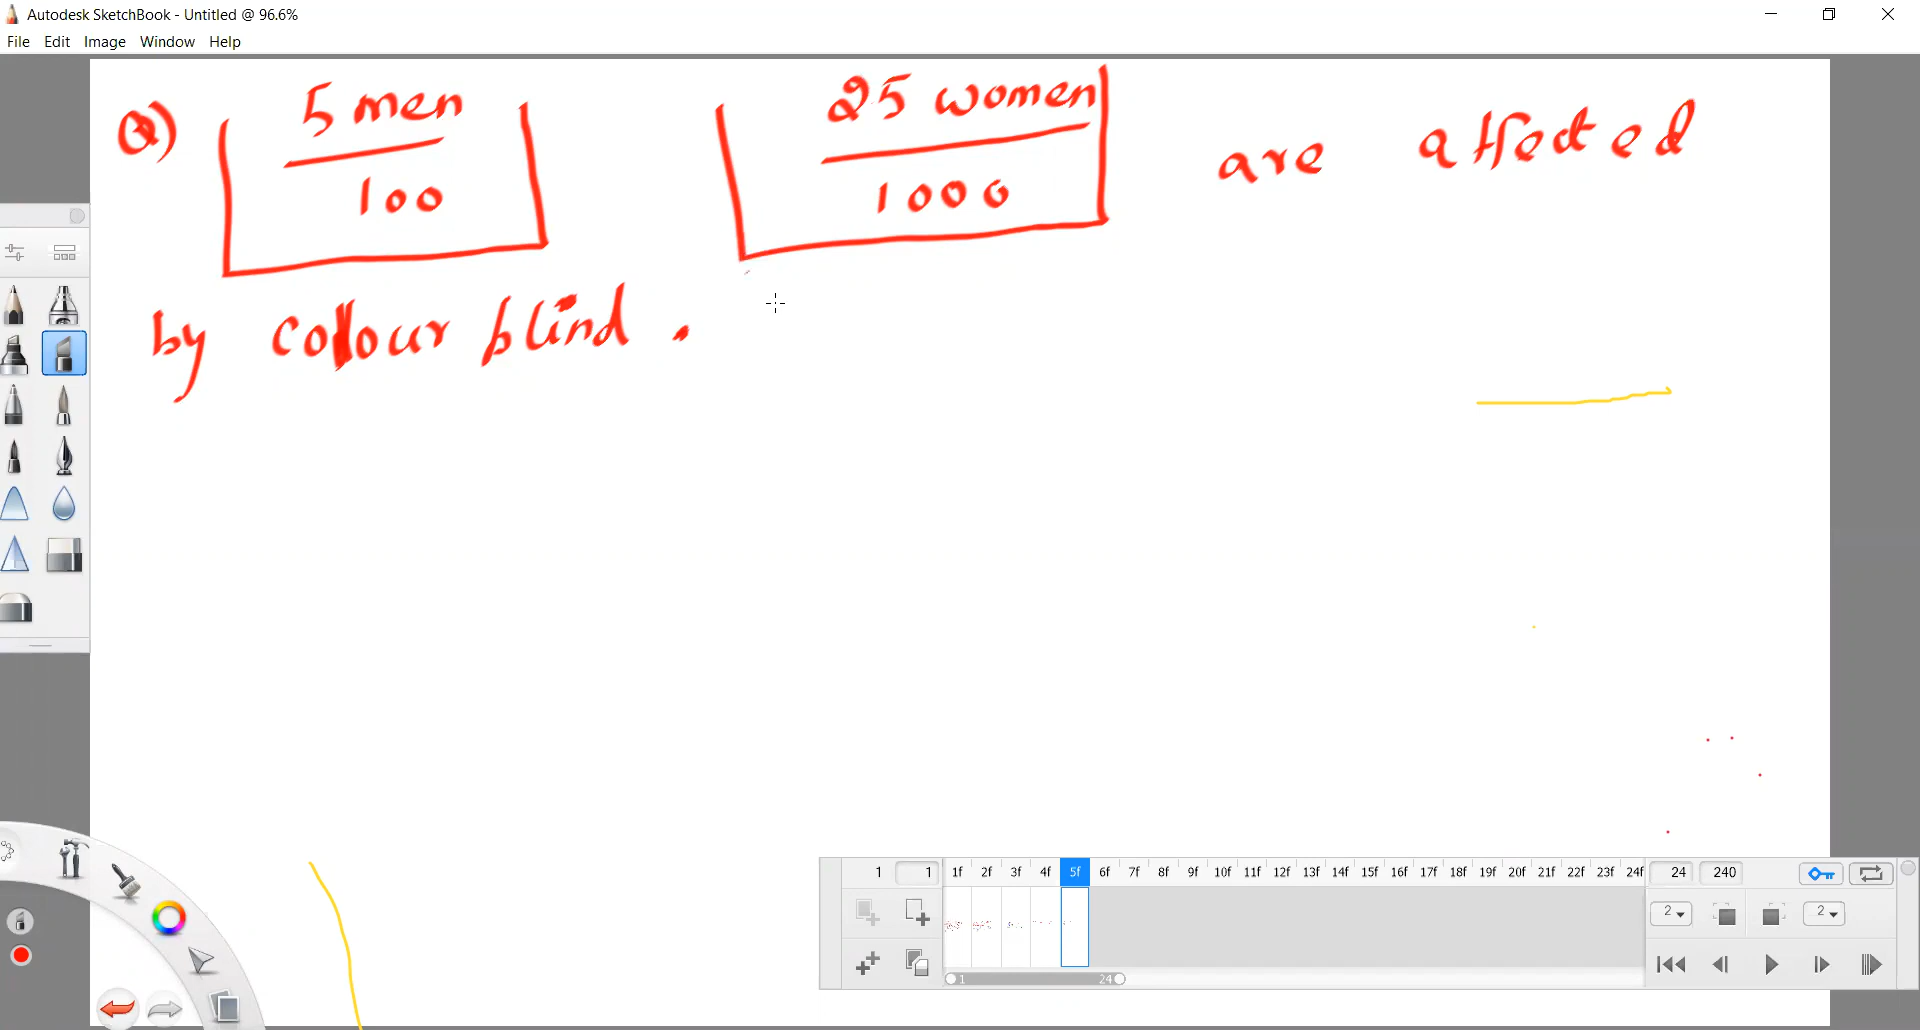 Autodesk SketchBook - Untitled @ 96.6%
File Edit Image Window Help
Q) 5 men 25 women are affected
100 1000
by colour blind.
1 1 1f 2f 3f 4f 5f 6f 7f 8f 9f 10f 11f 12f 13f 14f 15f 16f 17f 18f 19f 20f 21f 22f 23f 24f 24 240
2 2
1 24